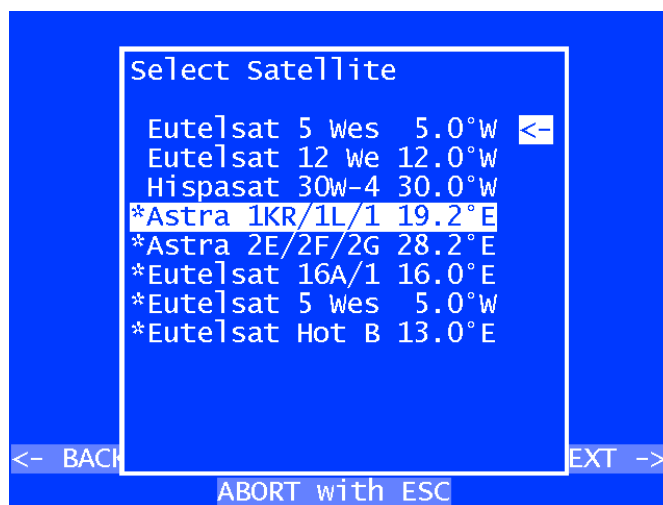 Select Satellite
Eutelsat 5 Wes 5.0°W <-
Eutelsat 12 We 12.0°W
Hispasat 30W-4 30.0°W
*Astra 1KR/1L/1 19.2°E
*Astra 2E/2F/2G 28.2°E
*Eutelsat 16A/1 16.0°E
*Eutelsat 5 Wes 5.0°W
*Eutelsat Hot B 13.0°E
<- BACK EXT ->
ABORT with ESC